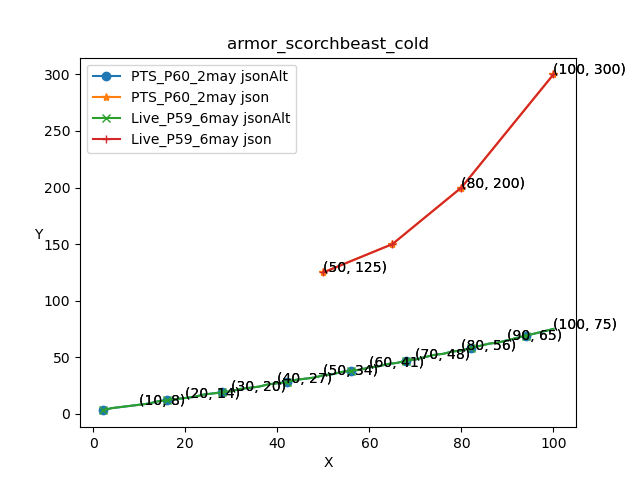 armor_scorchbeast_cold
PTS_P60_2may jsonAlt
PTS_P60_2may json
Live_P59_6may jsonAlt
Live_P59_6may json
(100, 300)
(80, 200)
(50, 125)
(100, 75)
(90, 65)
(80, 56)
(70, 48)
(60, 41)
(50, 34)
(40, 27)
(30, 20)
(20, 14)
(10, 8)
Y
300
250
200
150
100
50
0
0 20 40 60 80 100
X